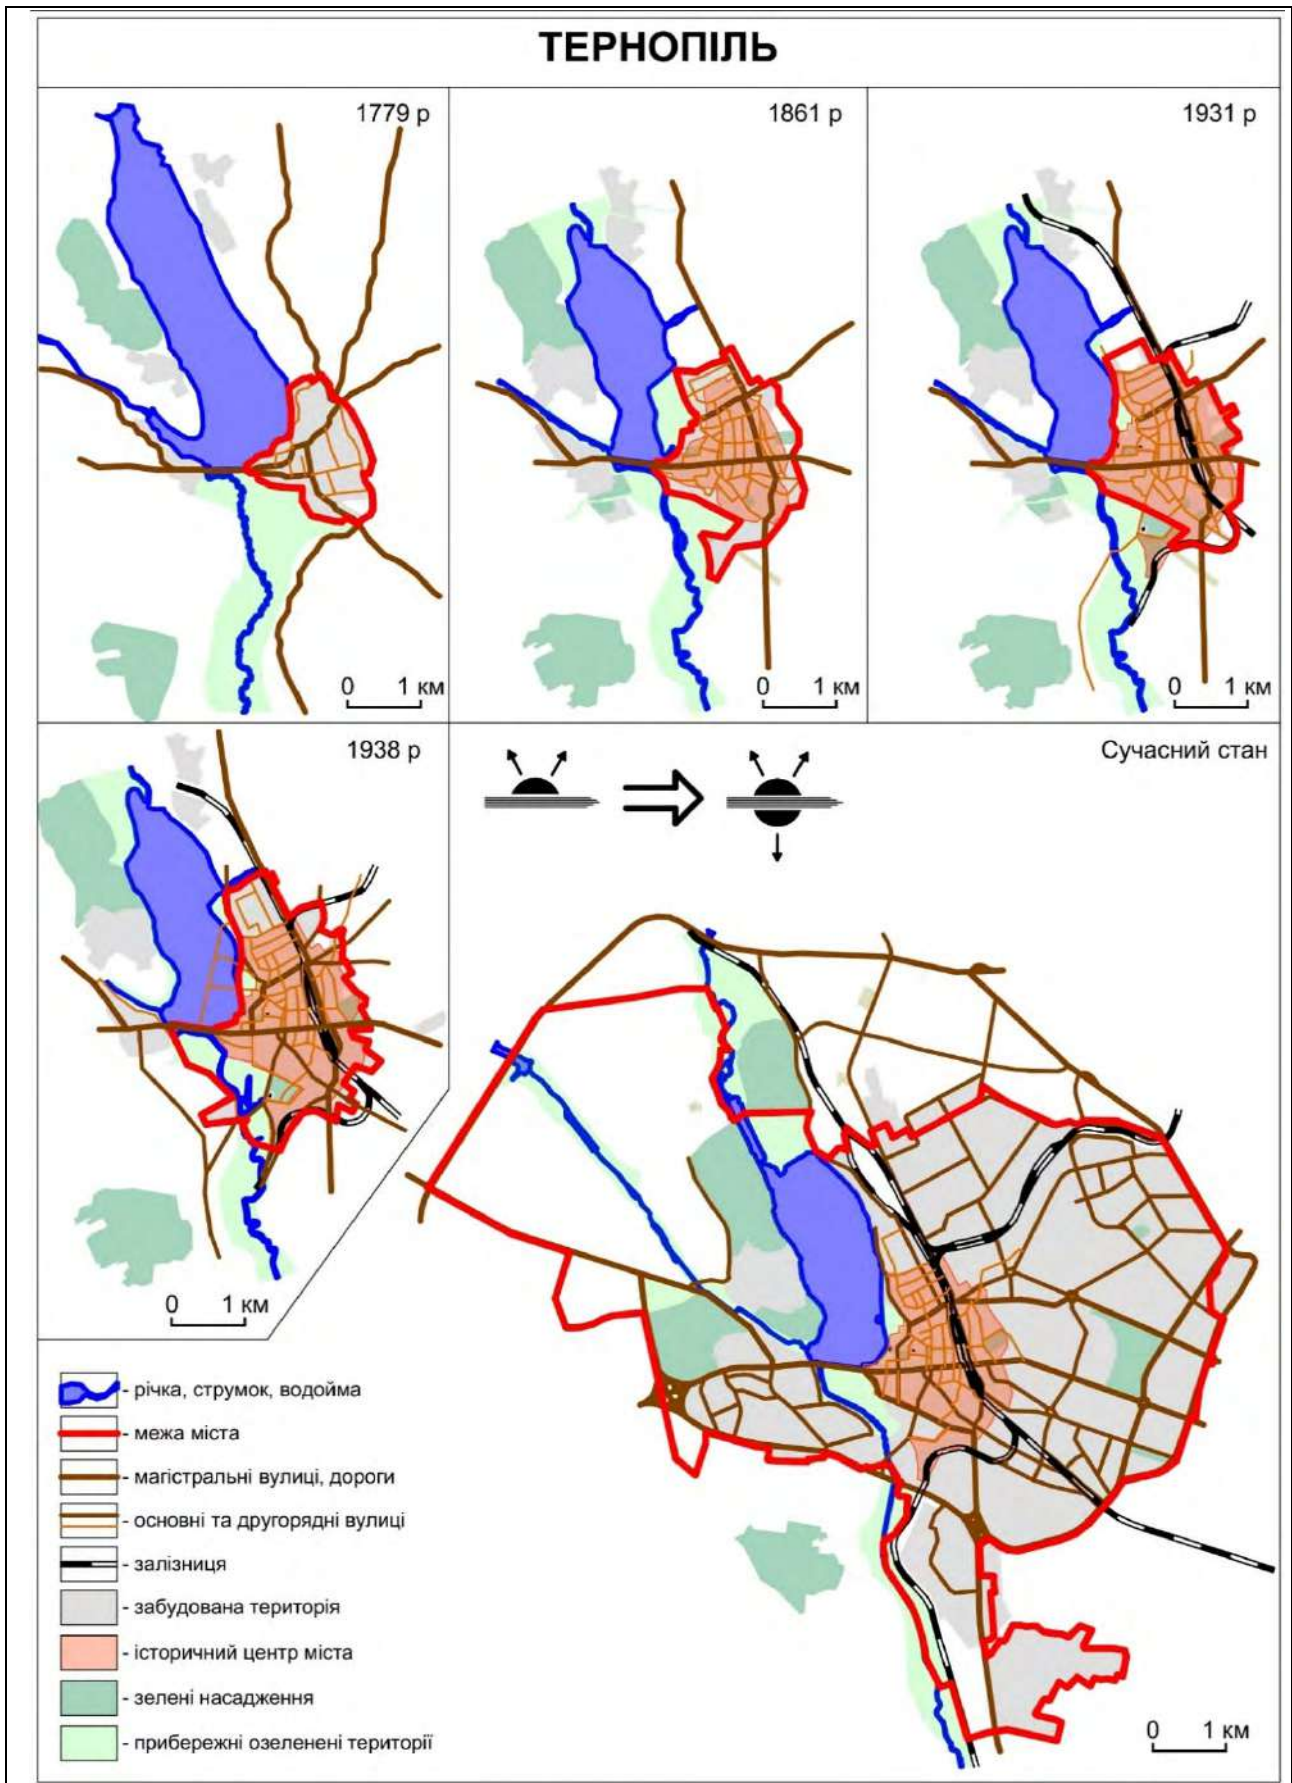 ТЕРНОПІЛЬ
1779 р
1861 р
1931 р
0 1 км
0 1 км
0 1 км
1938 р
Сучасний стан
0 1 км
- річка, струмок, водойма
- межа міста
- магістральні вулиці, дороги
- основні та другорядні вулиці
- залізниця
- забудована територія
- історичний центр міста
- зелені насадження
- прибережні озеленені території
0 1 км